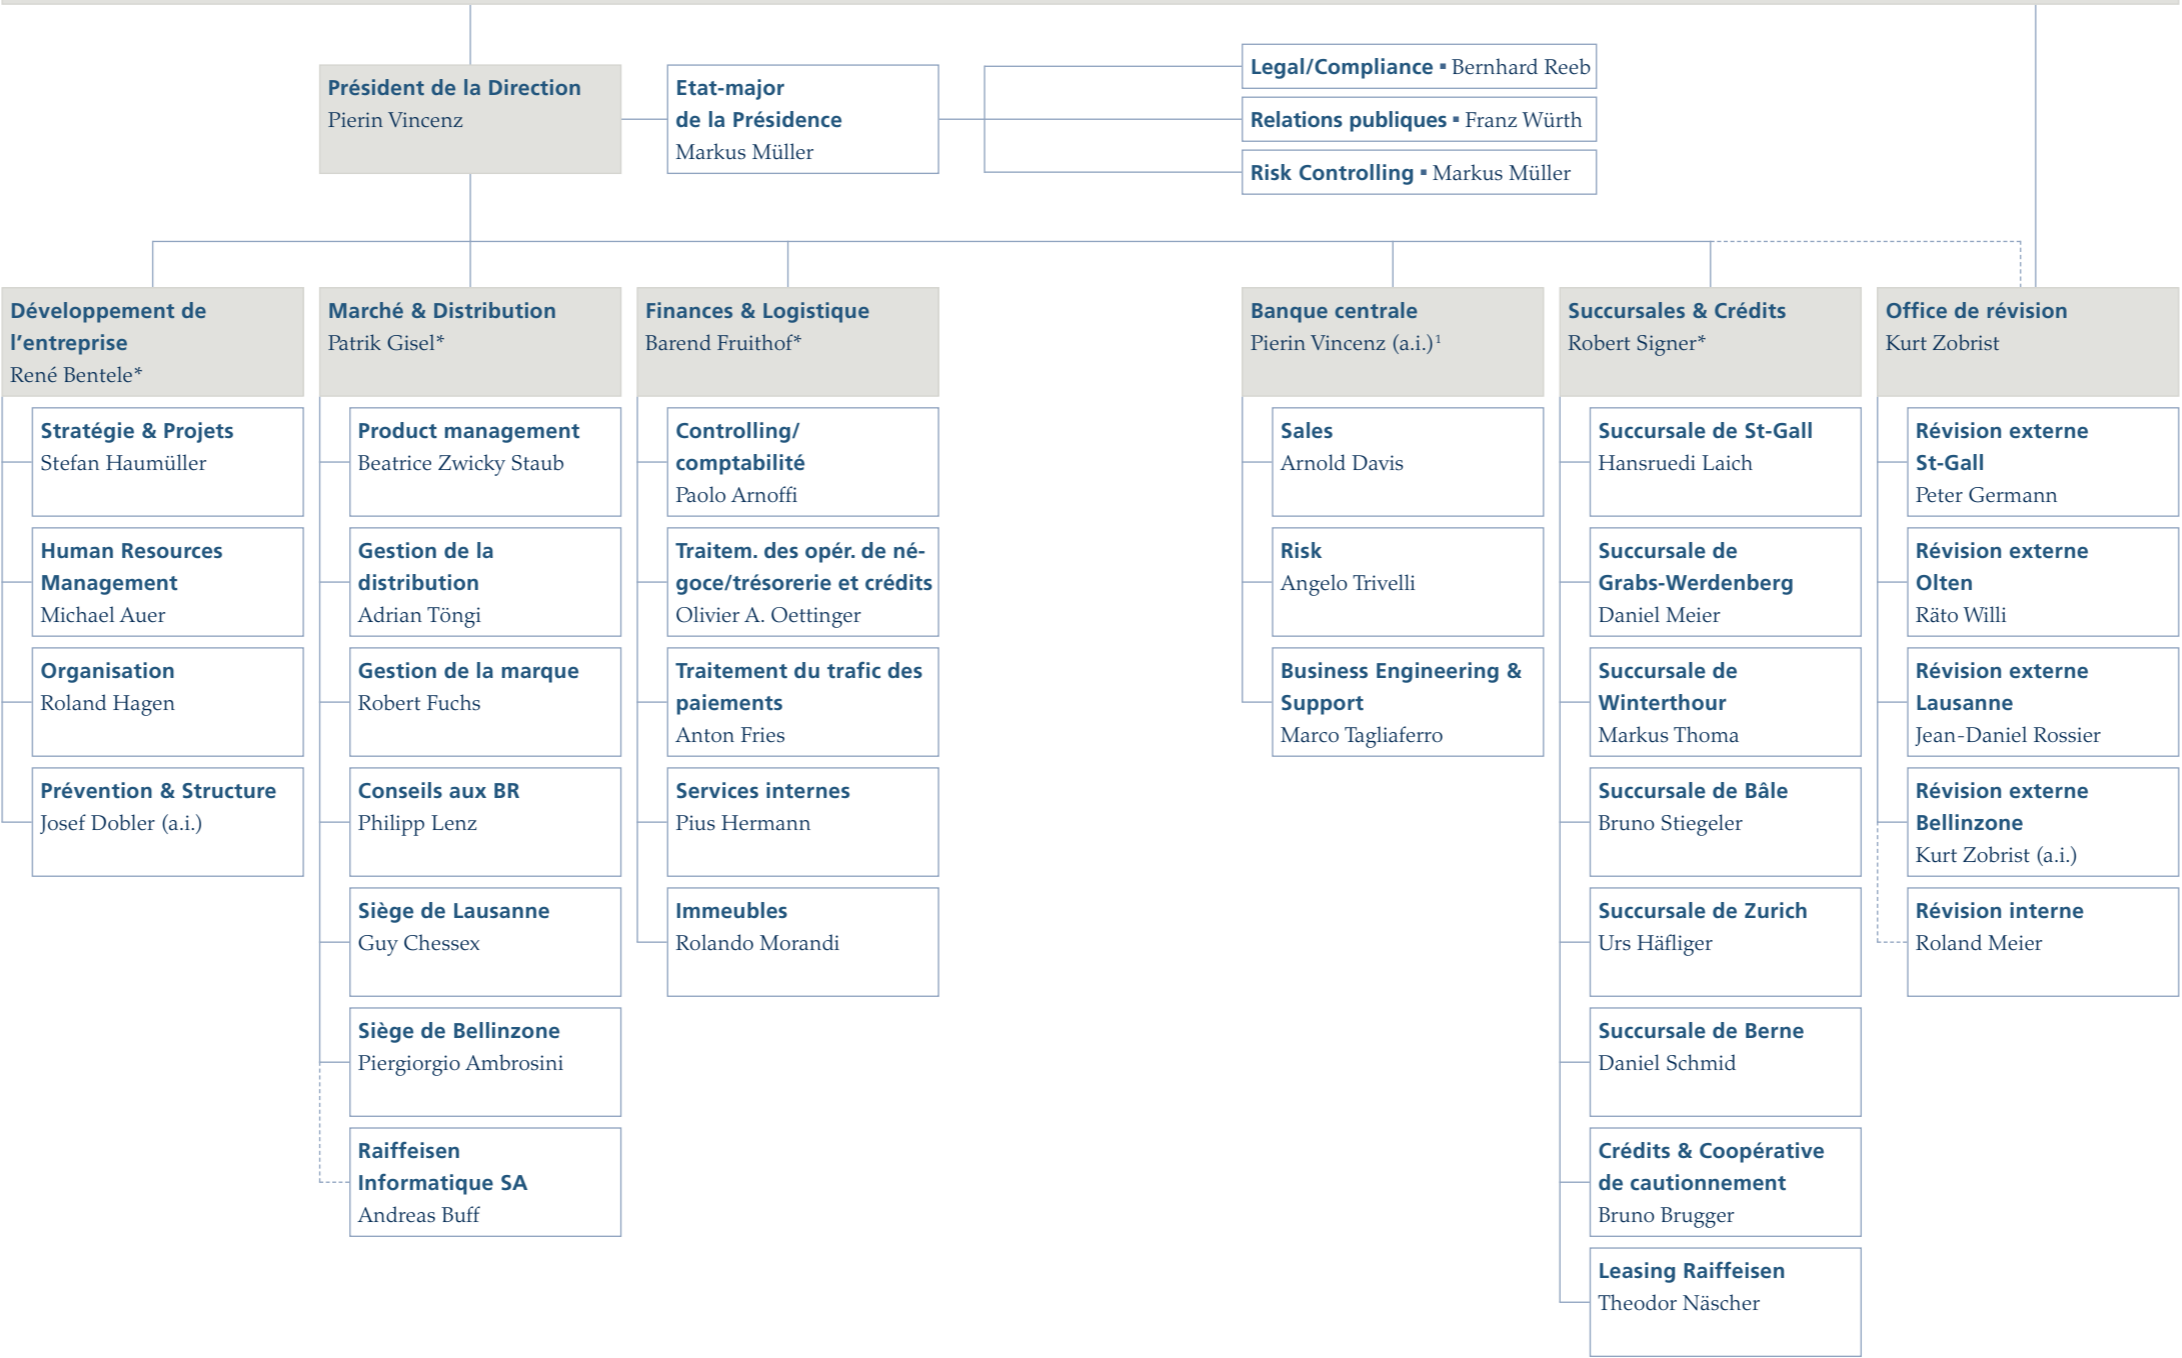 Président de la Direction
Pierin Vincenz
Etat-major
de la Présidence
Markus Müller
Legal/Compliance ▪ Bernhard Reeb
Relations publiques ▪ Franz Würth
Risk Controlling ▪ Markus Müller
Développement de
l’entreprise
René Bentele*
Stratégie & Projets
Stefan Haumüller
Human Resources
Management
Michael Auer
Organisation
Roland Hagen
Prévention & Structure
Josef Dobler (a.i.)
Marché & Distribution
Patrik Gisel*
Product management
Beatrice Zwicky Staub
Gestion de la
distribution
Adrian Töngi
Gestion de la marque
Robert Fuchs
Conseils aux BR
Philipp Lenz
Siège de Lausanne
Guy Chessex
Siège de Bellinzone
Piergiorgio Ambrosini
Raiffeisen
Informatique SA
Andreas Buff
Finances & Logistique
Barend Fruithof*
Controlling/
comptabilité
Paolo Arnoffi
Traitem. des opér. de né-
goce/trésorerie et crédits
Olivier A. Oettinger
Traitement du trafic des
paiements
Anton Fries
Services internes
Pius Hermann
Immeubles
Rolando Morandi
Banque centrale
Pierin Vincenz (a.i.)¹
Sales
Arnold Davis
Risk
Angelo Trivelli
Business Engineering &
Support
Marco Tagliaferro
Succursales & Crédits
Robert Signer*
Succursale de St-Gall
Hansruedi Laich
Succursale de
Grabs-Werdenberg
Daniel Meier
Succursale de
Winterthour
Markus Thoma
Succursale de Bâle
Bruno Stiegeler
Succursale de Zurich
Urs Häfliger
Succursale de Berne
Daniel Schmid
Crédits & Coopérative
de cautionnement
Bruno Brugger
Leasing Raiffeisen
Theodor Näscher
Office de révision
Kurt Zobrist
Révision externe
St-Gall
Peter Germann
Révision externe
Olten
Räto Willi
Révision externe
Lausanne
Jean-Daniel Rossier
Révision externe
Bellinzone
Kurt Zobrist (a.i.)
Révision interne
Roland Meier